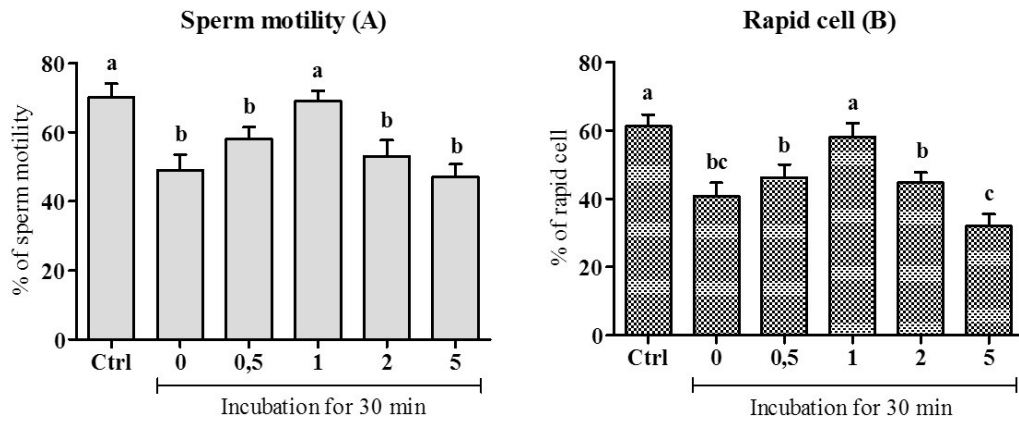 Sperm motility (A)
% of sperm motility
80
60
40
20
0
a
b
b
a
b
b
Ctrl 0 0,5 1 2 5
Incubation for 30 min
Rapid cell (B)
% of rapid cell
80
60
40
20
0
a
bc
b
a
b
c
Ctrl 0 0,5 1 2 5
Incubation for 30 min